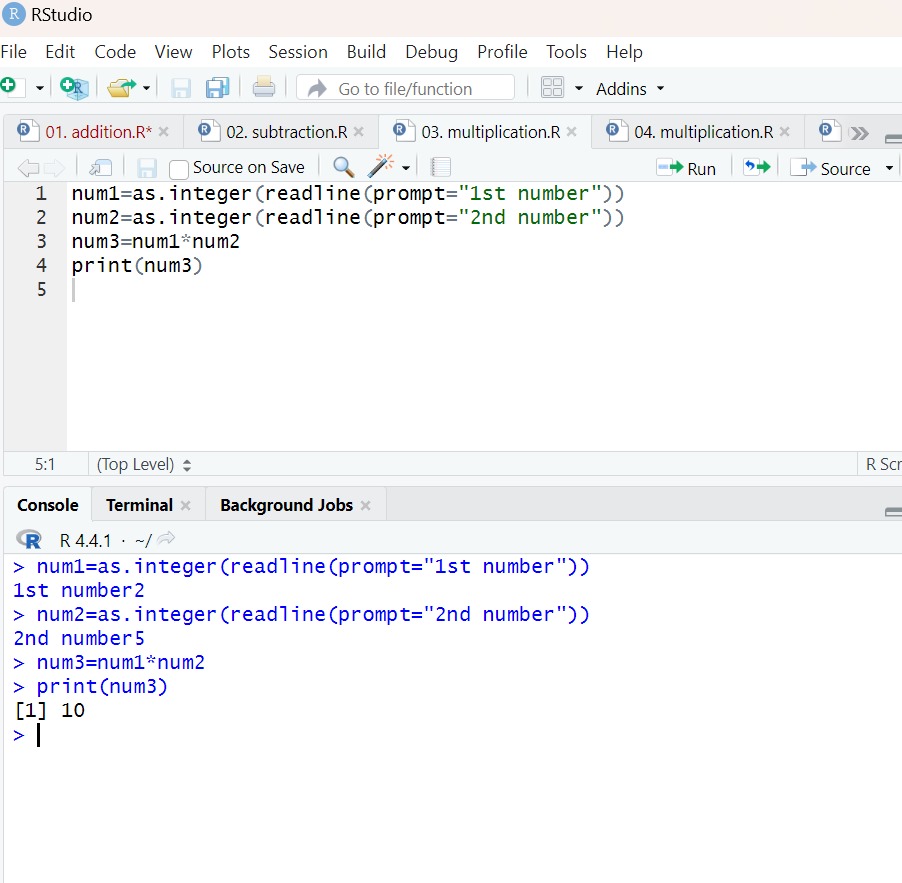 RStudio
File Edit Code View Plots Session Build Debug Profile Tools Help
Go to file/function Addins
01. addition.R* 02. subtraction.R 03. multiplication.R 04. multiplication.R
Source on Save Run Source
1 num1=as.integer(readline(prompt="1st number"))
2 num2=as.integer(readline(prompt="2nd number"))
3 num3=num1*num2
4 print(num3)
5
5:1 (Top Level) R Scr
Console Terminal Background Jobs
R R 4.4.1 · ~/
> num1=as.integer(readline(prompt="1st number"))
1st number2
> num2=as.integer(readline(prompt="2nd number"))
2nd number5
> num3=num1*num2
> print(num3)
[1] 10
>